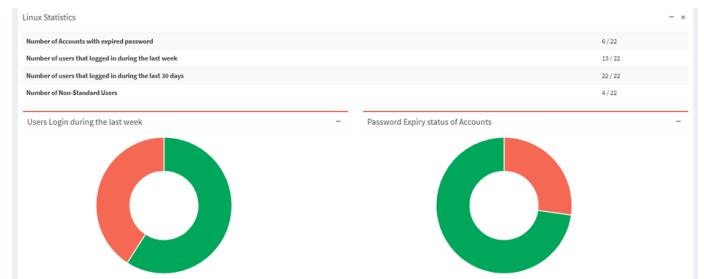 Linux Statistics
Number of Accounts with expired password 6 / 22
Number of users that logged in during the last week 13 / 22
Number of users that logged in during the last 30 days 22 / 22
Number of Non-Standard Users 4 / 22
Users Login during the last week
Password Expiry status of Accounts